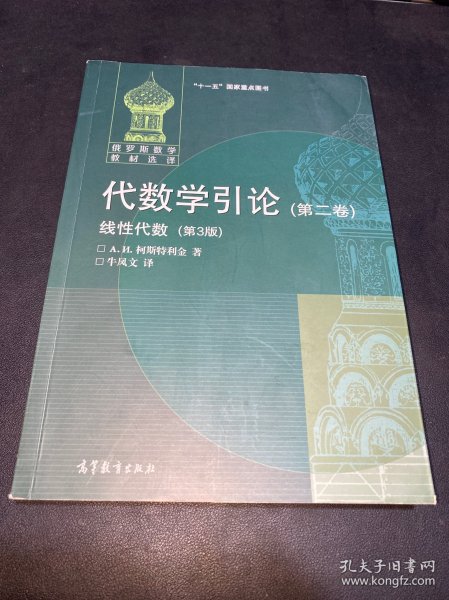 “十一五”国家重点图书
俄罗斯数学
教材选译
代数学引论(第二卷)
线性代数 (第3版)
□ А. И. 柯斯特利金 著
□ 牛凤文 译
高等教育出版社
孔夫子旧书网
www.kongfz.com